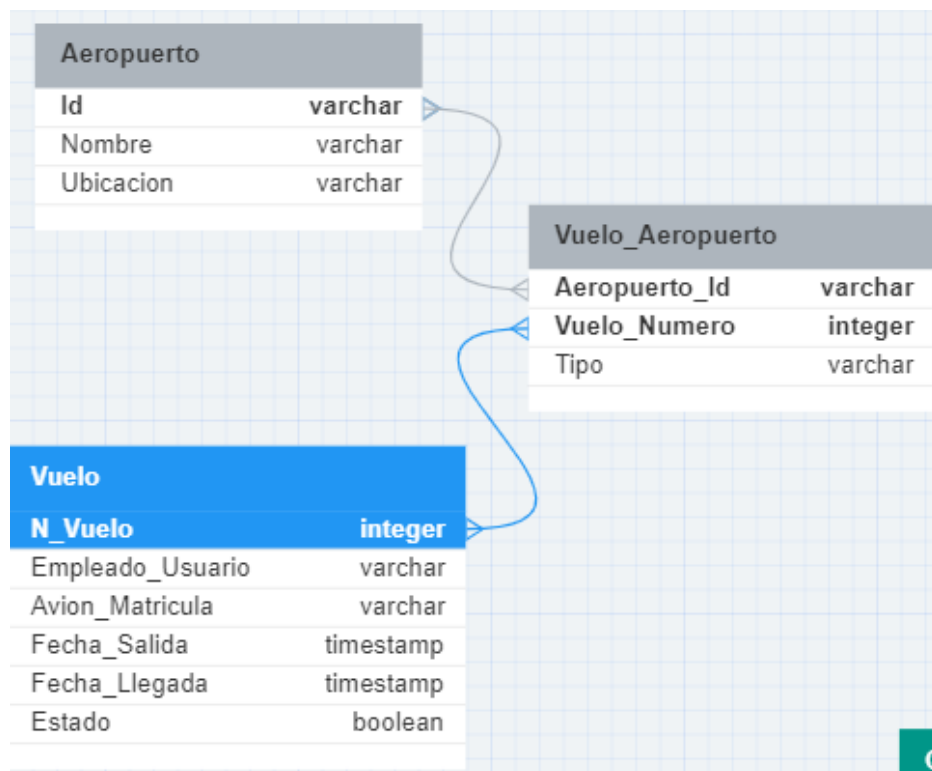 Aeropuerto
Id varchar
Nombre varchar
Ubicacion varchar
Vuelo_Aeropuerto
Aeropuerto_Id varchar
Vuelo_Numero integer
Tipo varchar
Vuelo
N_Vuelo integer
Empleado_Usuario varchar
Avion_Matricula varchar
Fecha_Salida timestamp
Fecha_Llegada timestamp
Estado boolean